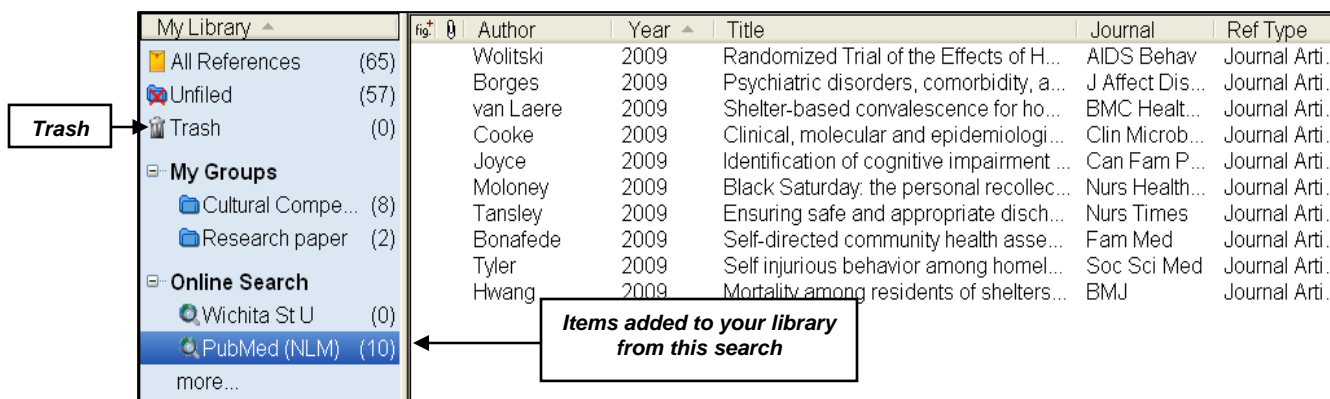 My Library
All References (65)
Unfiled (57)
Trash
Trash (0)
My Groups
Cultural Compe... (8)
Research paper (2)
Online Search
Wichita St U (0)
PubMed (NLM) (10)
more...
fig. Author Year Title Journal Ref Type
Wolitski 2009 Randomized Trial of the Effects of H... AIDS Behav Journal Arti.
Borges 2009 Psychiatric disorders, comorbidity, a... J Affect Dis... Journal Arti.
van Laere 2009 Shelter-based convalescence for ho... BMC Healt... Journal Arti.
Cooke 2009 Clinical, molecular and epidemiologi... Clin Microb... Journal Arti.
Joyce 2009 Identification of cognitive impairment ... Can Fam P... Journal Arti.
Moloney 2009 Black Saturday: the personal recollec... Nurs Health... Journal Arti.
Tansley 2009 Ensuring safe and appropriate disch... Nurs Times Journal Arti.
Bonafede 2009 Self-directed community health asse... Fam Med Journal Arti.
Tyler 2009 Self injurious behavior among homel... Soc Sci Med Journal Arti.
Hwang 2009 Mortality among residents of shelters... BMJ Journal Arti.
Items added to your library
from this search